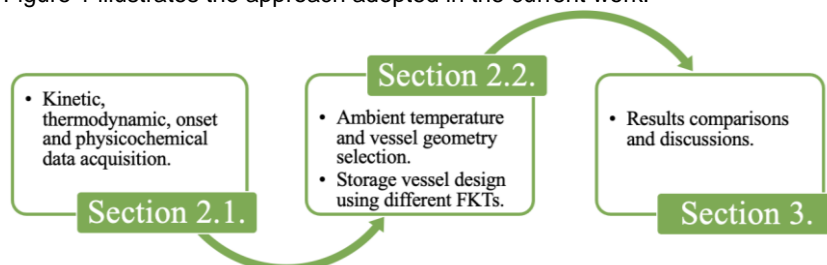 Figure 1 illustrates the approach adopted in the current work.
• Kinetic,
thermodynamic, onset
and physicochemical
data acquisition.
Section 2.1.
Section 2.2.
• Ambient temperature
and vessel geometry
selection.
• Storage vessel design
using different FKTs.
• Results comparisons
and discussions.
Section 3.